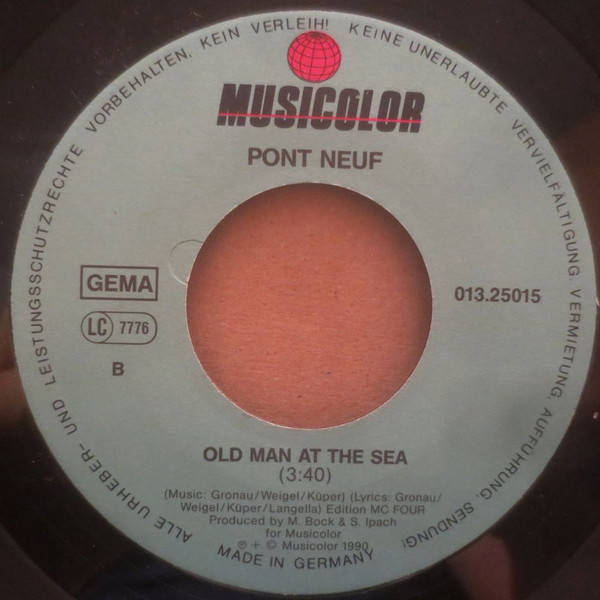 ALLE URHEBER- UND LEISTUNGSSCHUTZRECHTE VORBEHALTEN. KEIN VERLEIH! KEINE UNERLAUBTE VERVIELFÄLTIGUNG, VERMIETUNG, AUFFÜHRUNG, SENDUNG!
MUSICOLOR
PONT NEUF
GEMA
013.25015
LC 7776
B
OLD MAN AT THE SEA
(3:40)
(Music: Gronau/Weigel/Küper) (Lyrics: Gronau/
Weigel/Küper/Langella) Edition MC FOUR
Produced by M. Bock & S. Ipach
for Musicolor
℗ + © Musicolor 1990
MADE IN GERMANY